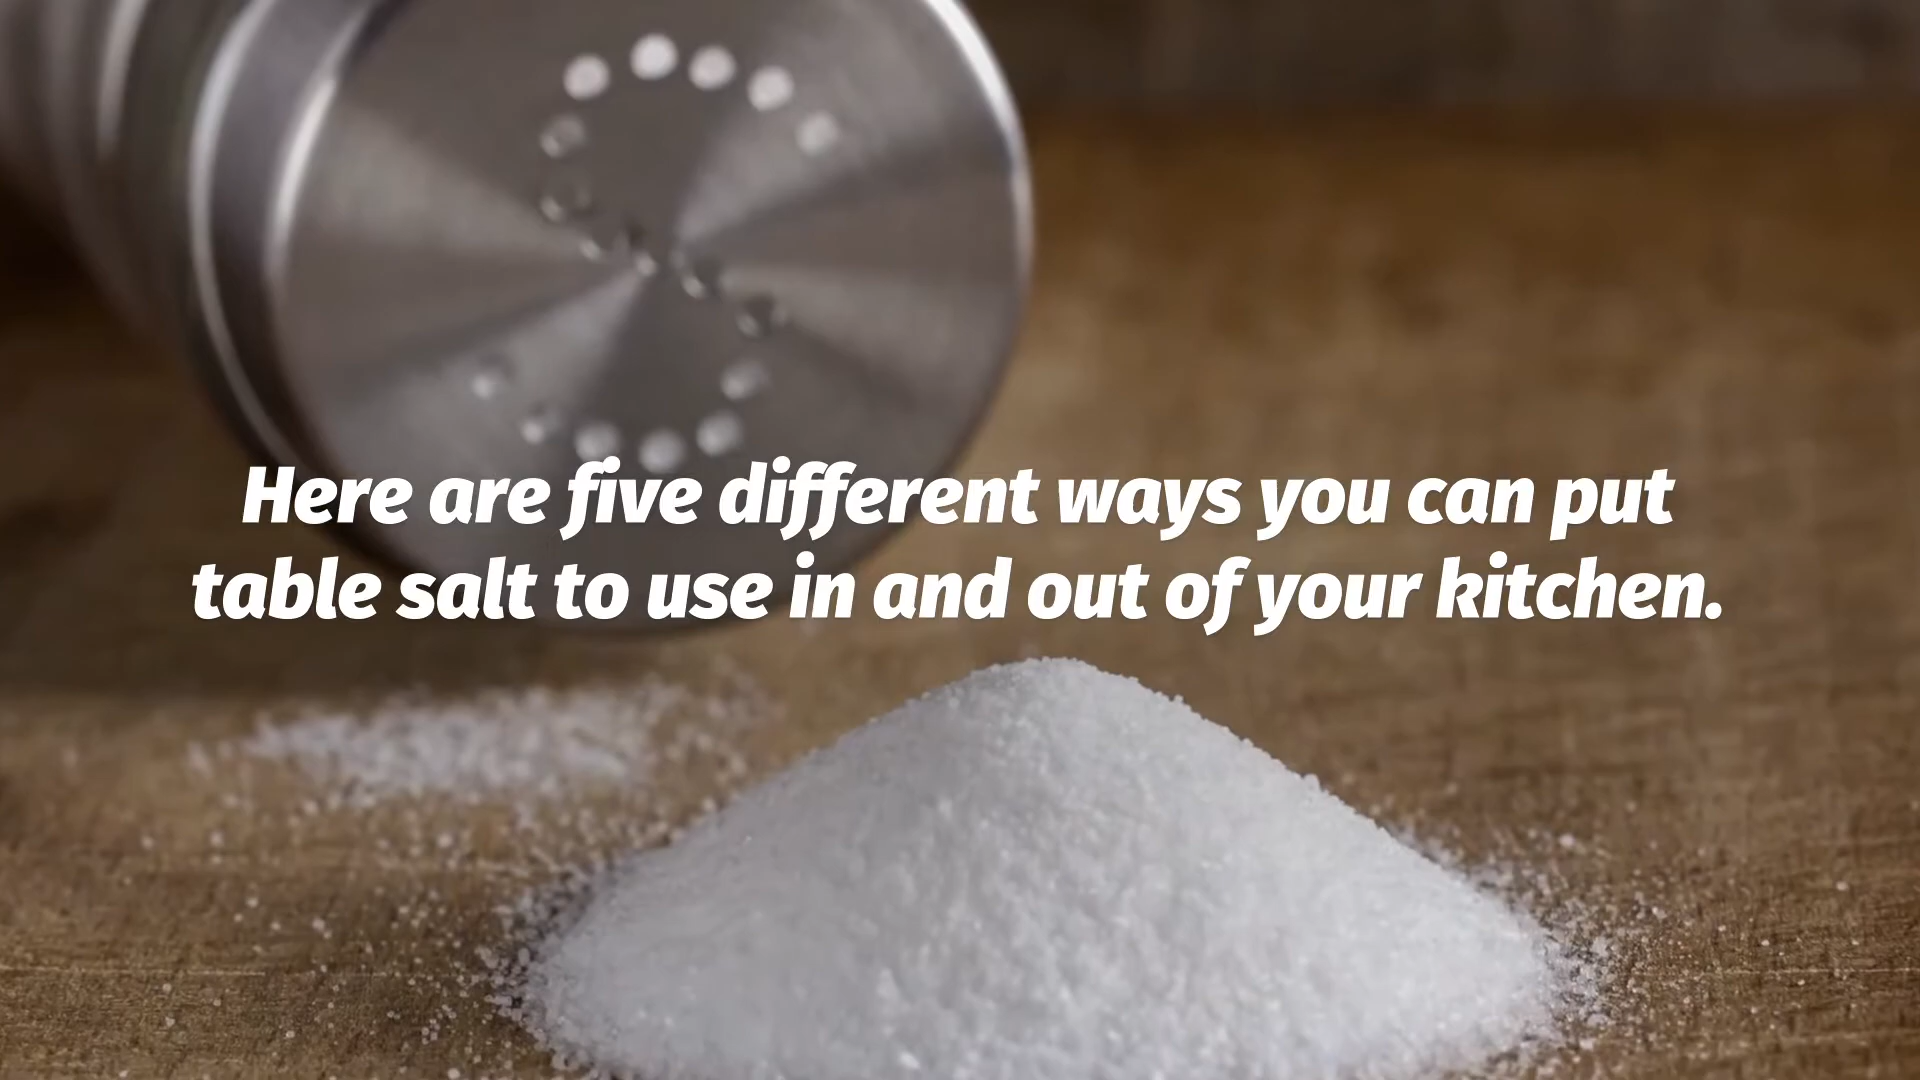 Here are five different ways you can put
table salt to use in and out of your kitchen.